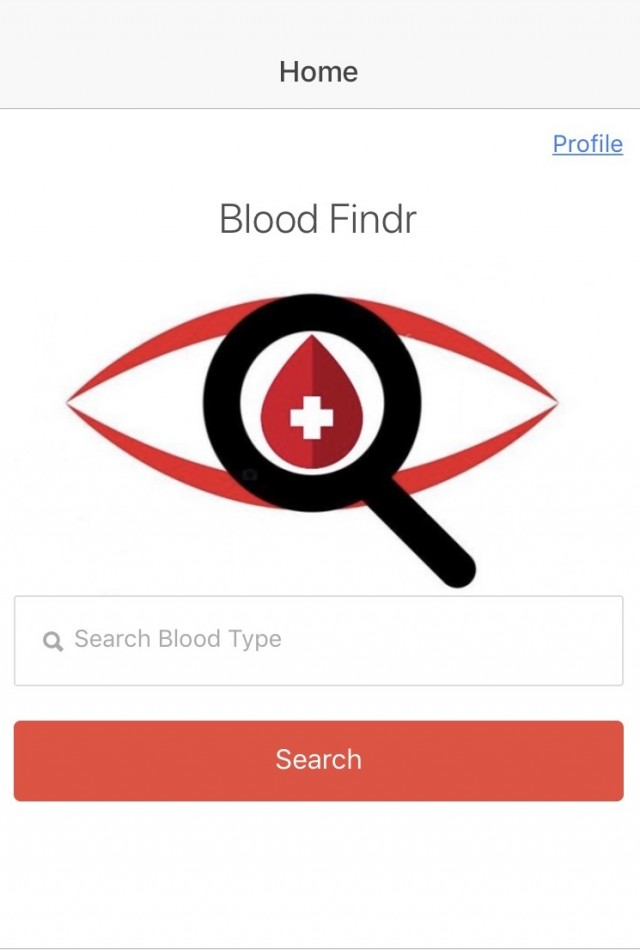 Home
Profile
Blood Findr
Search Blood Type
Search